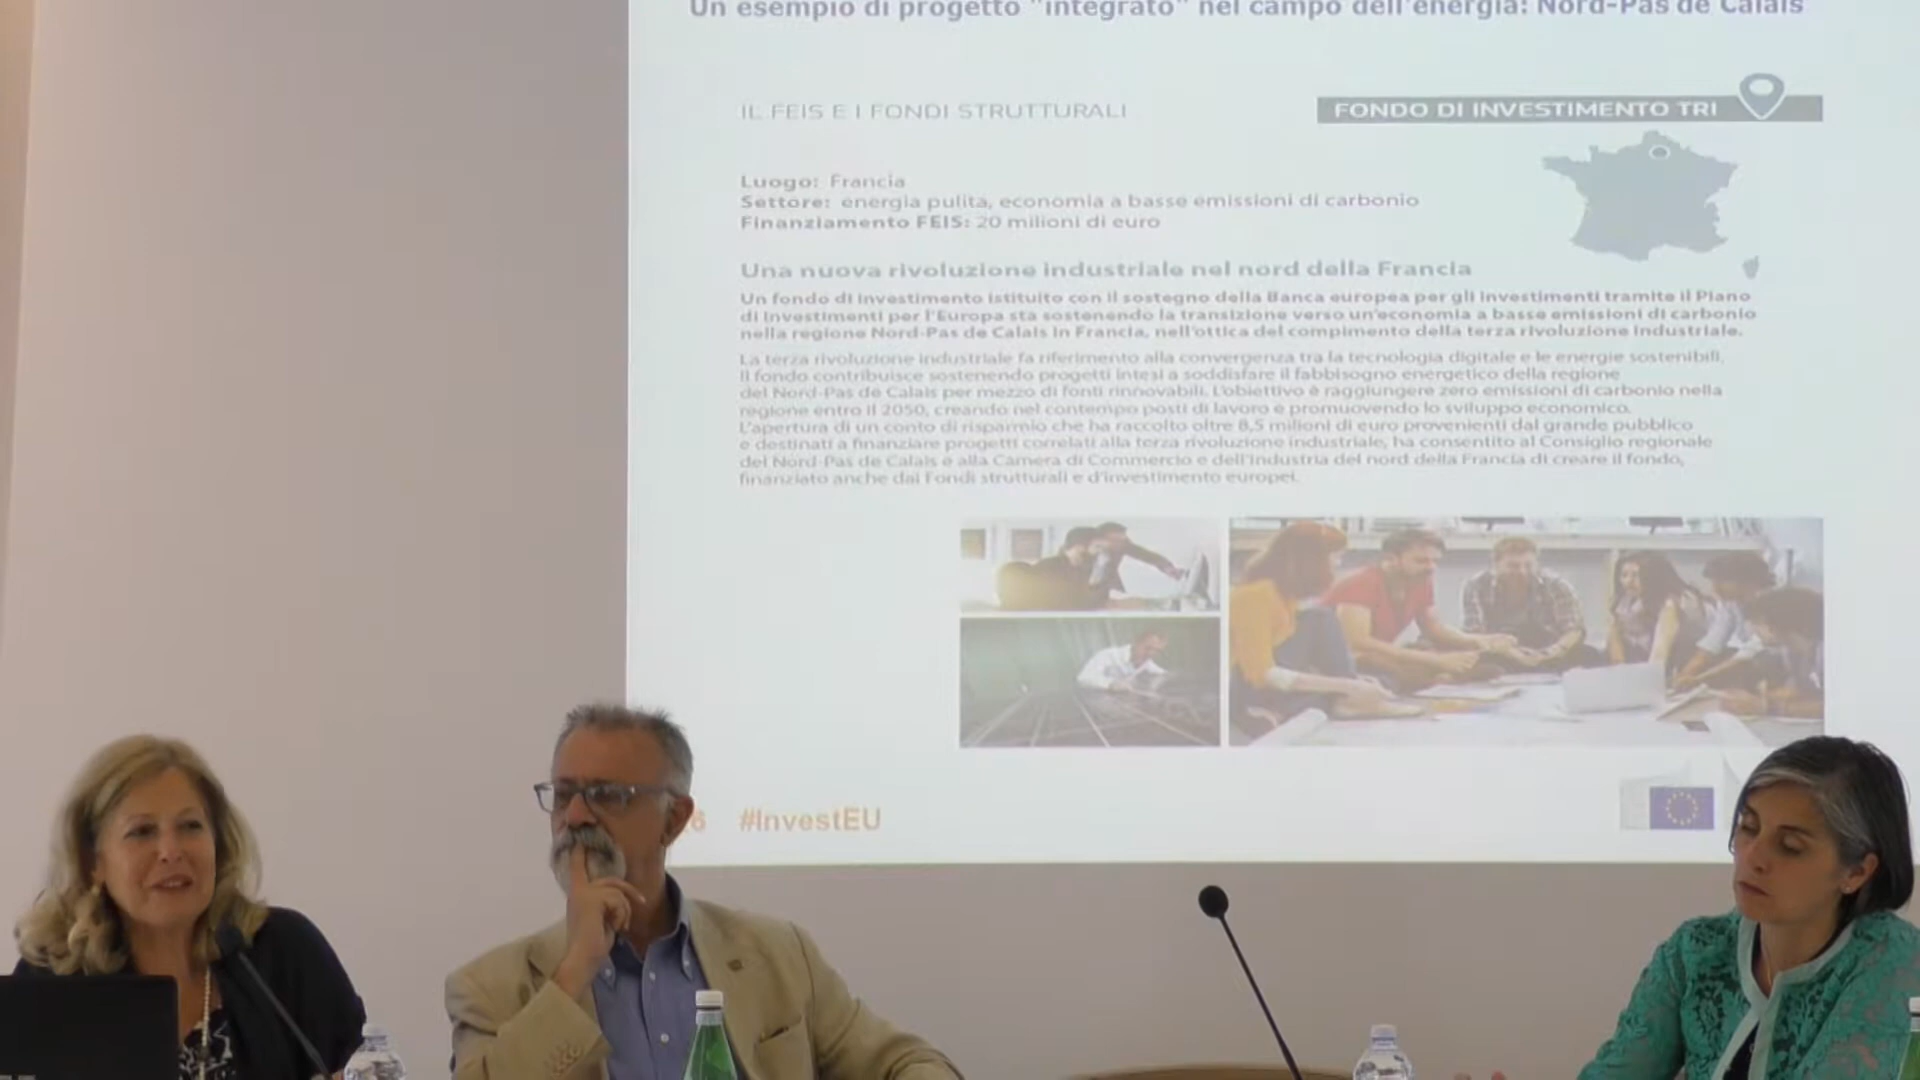 Un esempio di progetto "integrato" nel campo dell'energia: Nord-Pas de Calais
IL FEIS E I FONDI STRUTTURALI
FONDO DI INVESTIMENTO TRI
Luogo: Francia
Settore: energia pulita, economia a basse emissioni di carbonio
Finanziamento FEIS: 20 milioni di euro
Una nuova rivoluzione industriale nel nord della Francia
Un fondo di investimento istituito con il sostegno della Banca europea per gli investimenti tramite il Piano
di investimenti per l'Europa sta sostenendo la transizione verso un'economia a basse emissioni di carbonio
nella regione Nord-Pas de Calais in Francia, nell'ottica del compimento della terza rivoluzione industriale.
La terza rivoluzione industriale fa riferimento alla convergenza tra la tecnologia digitale e le energie sostenibili.
Il fondo contribuisce sostenendo progetti intesi a soddisfare il fabbisogno energetico della regione
del Nord-Pas de Calais per mezzo di fonti rinnovabili. L'obiettivo è raggiungere zero emissioni di carbonio nella
regione entro il 2050, creando nel contempo posti di lavoro e promuovendo lo sviluppo economico.
L'apertura di un conto di risparmio che ha raccolto oltre 8,5 milioni di euro provenienti dal grande pubblico
e destinati a finanziare progetti correlati alla terza rivoluzione industriale, ha consentito al Consiglio regionale
del Nord-Pas de Calais e alla Camera di Commercio e dell'industria del nord della Francia di creare il fondo,
finanziato anche dai Fondi strutturali e d'investimento europei.
6 #InvestEU